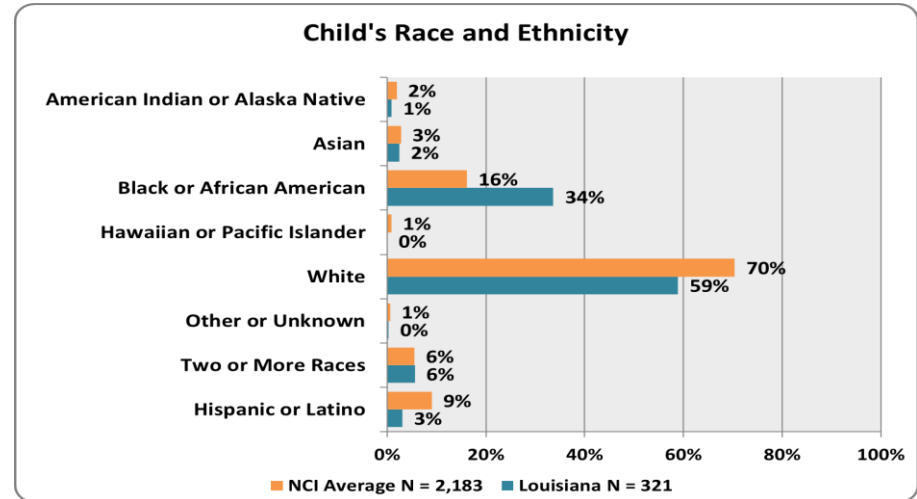 Child's Race and Ethnicity
American Indian or Alaska Native
2%
1%
Asian
3%
2%
Black or African American
16%
34%
Hawaiian or Pacific Islander
1%
0%
White
70%
59%
Other or Unknown
1%
0%
Two or More Races
6%
6%
Hispanic or Latino
9%
3%
0% 20% 40% 60% 80% 100%
NCI Average N = 2,183 Louisiana N = 321